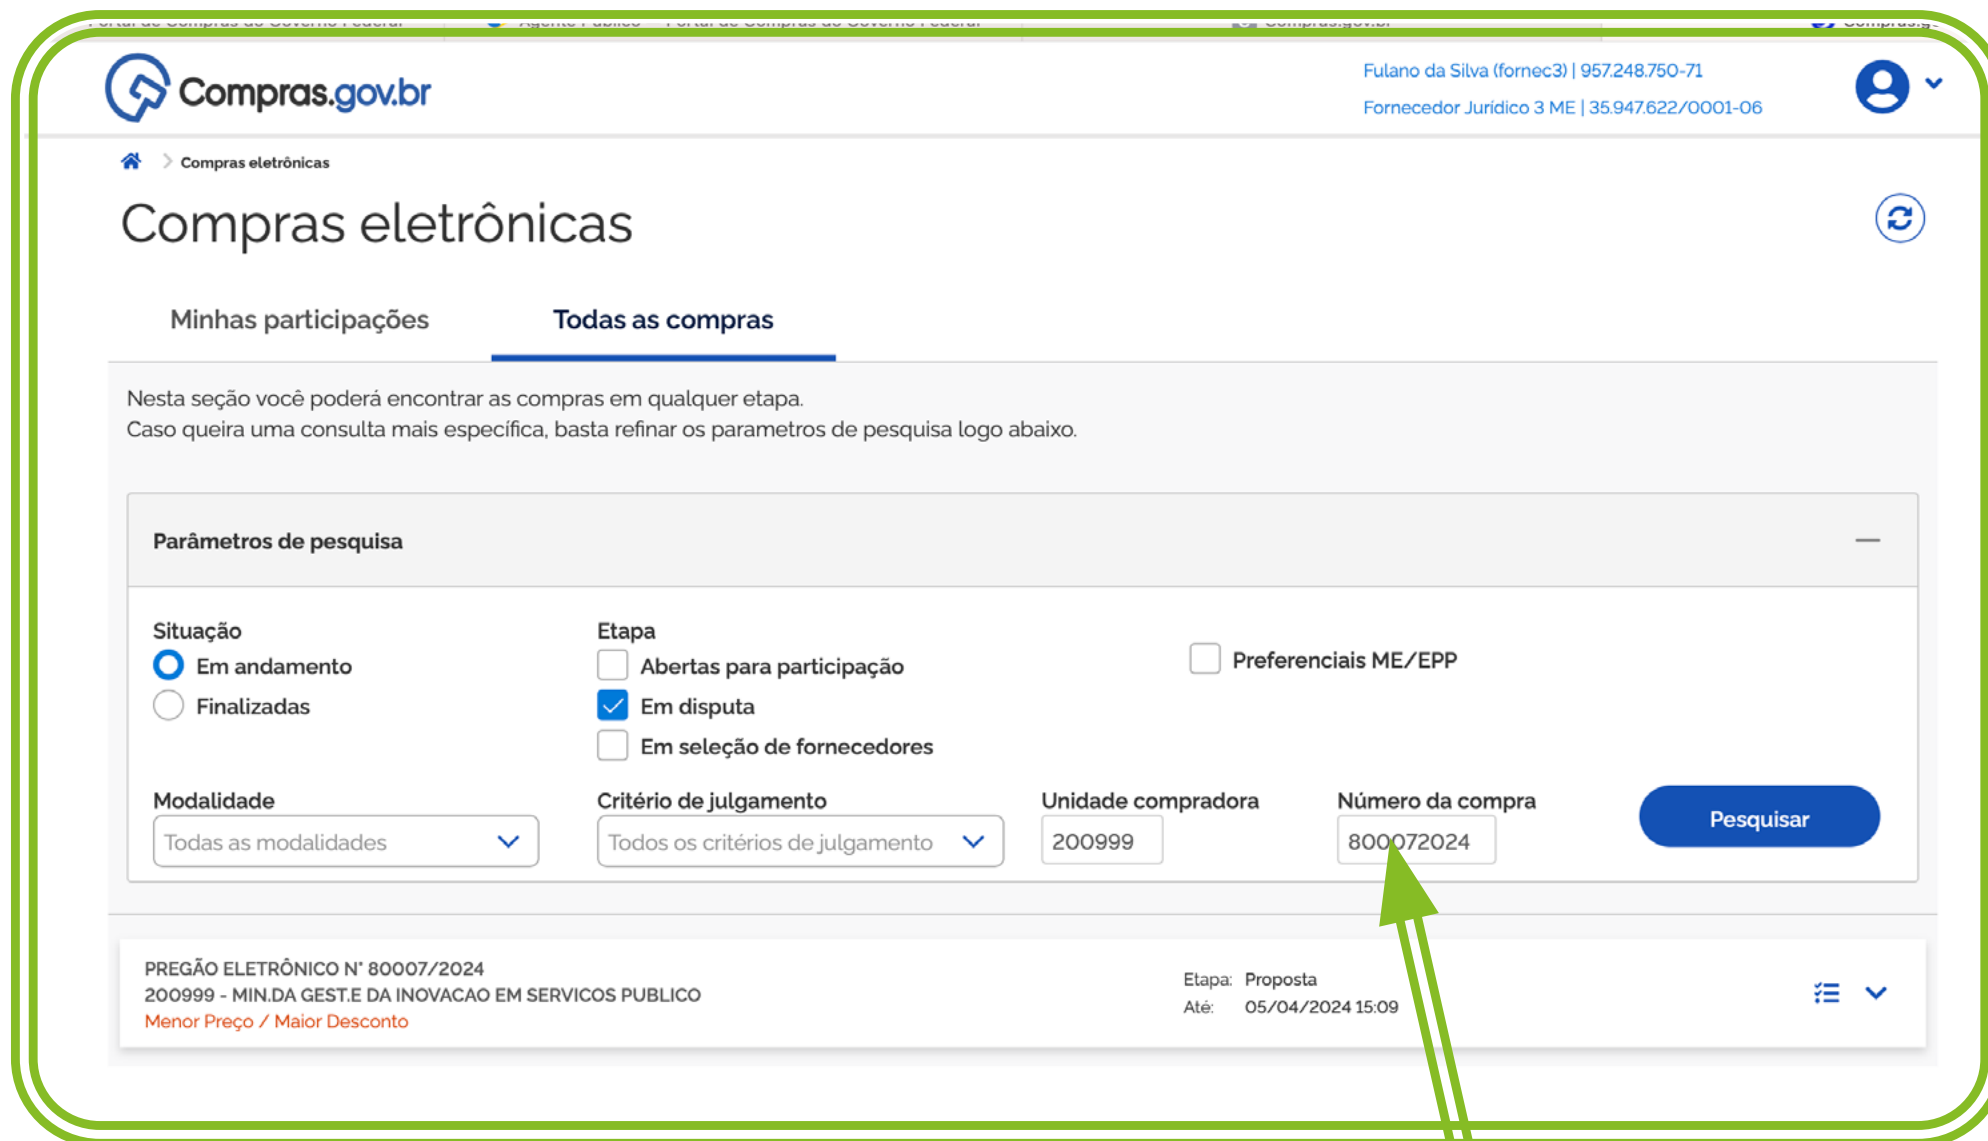 Compras.gov.br
Fulano da Silva (fornec3) | 957.248.750-71
Fornecedor Jurídico 3 ME | 35.947.622/0001-06
Compras eletrônicas
Compras eletrônicas
Minhas participações
Todas as compras
Nesta seção você poderá encontrar as compras em qualquer etapa.
Caso queira uma consulta mais específica, basta refinar os parametros de pesquisa logo abaixo.
Parâmetros de pesquisa
Situação
Em andamento
Finalizadas
Etapa
Abertas para participação
Em disputa
Em seleção de fornecedores
Preferenciais ME/EPP
Modalidade
Todas as modalidades
Critério de julgamento
Todos os critérios de julgamento
Unidade compradora
200999
Número da compra
800072024
Pesquisar
PREGÃO ELETRÔNICO N° 80007/2024
200999 - MIN.DA GEST.E DA INOVACAO EM SERVICOS PUBLICO
Menor Preço / Maior Desconto
Etapa: Proposta
Até: 05/04/2024 15:09